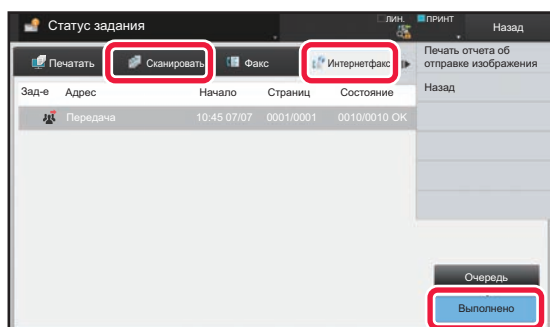 Статус задания
ЛИН.
ПРИНТ
Назад
Печатать
Сканировать
Факс
Интернетфакс
Печать отчета об
отправке изображения
Назад
Зад-е Адрес Начало Страниц Состояние
Передача 10:45 07/07 0001/0001 0010/0010 OK
Очередь
Выполнено